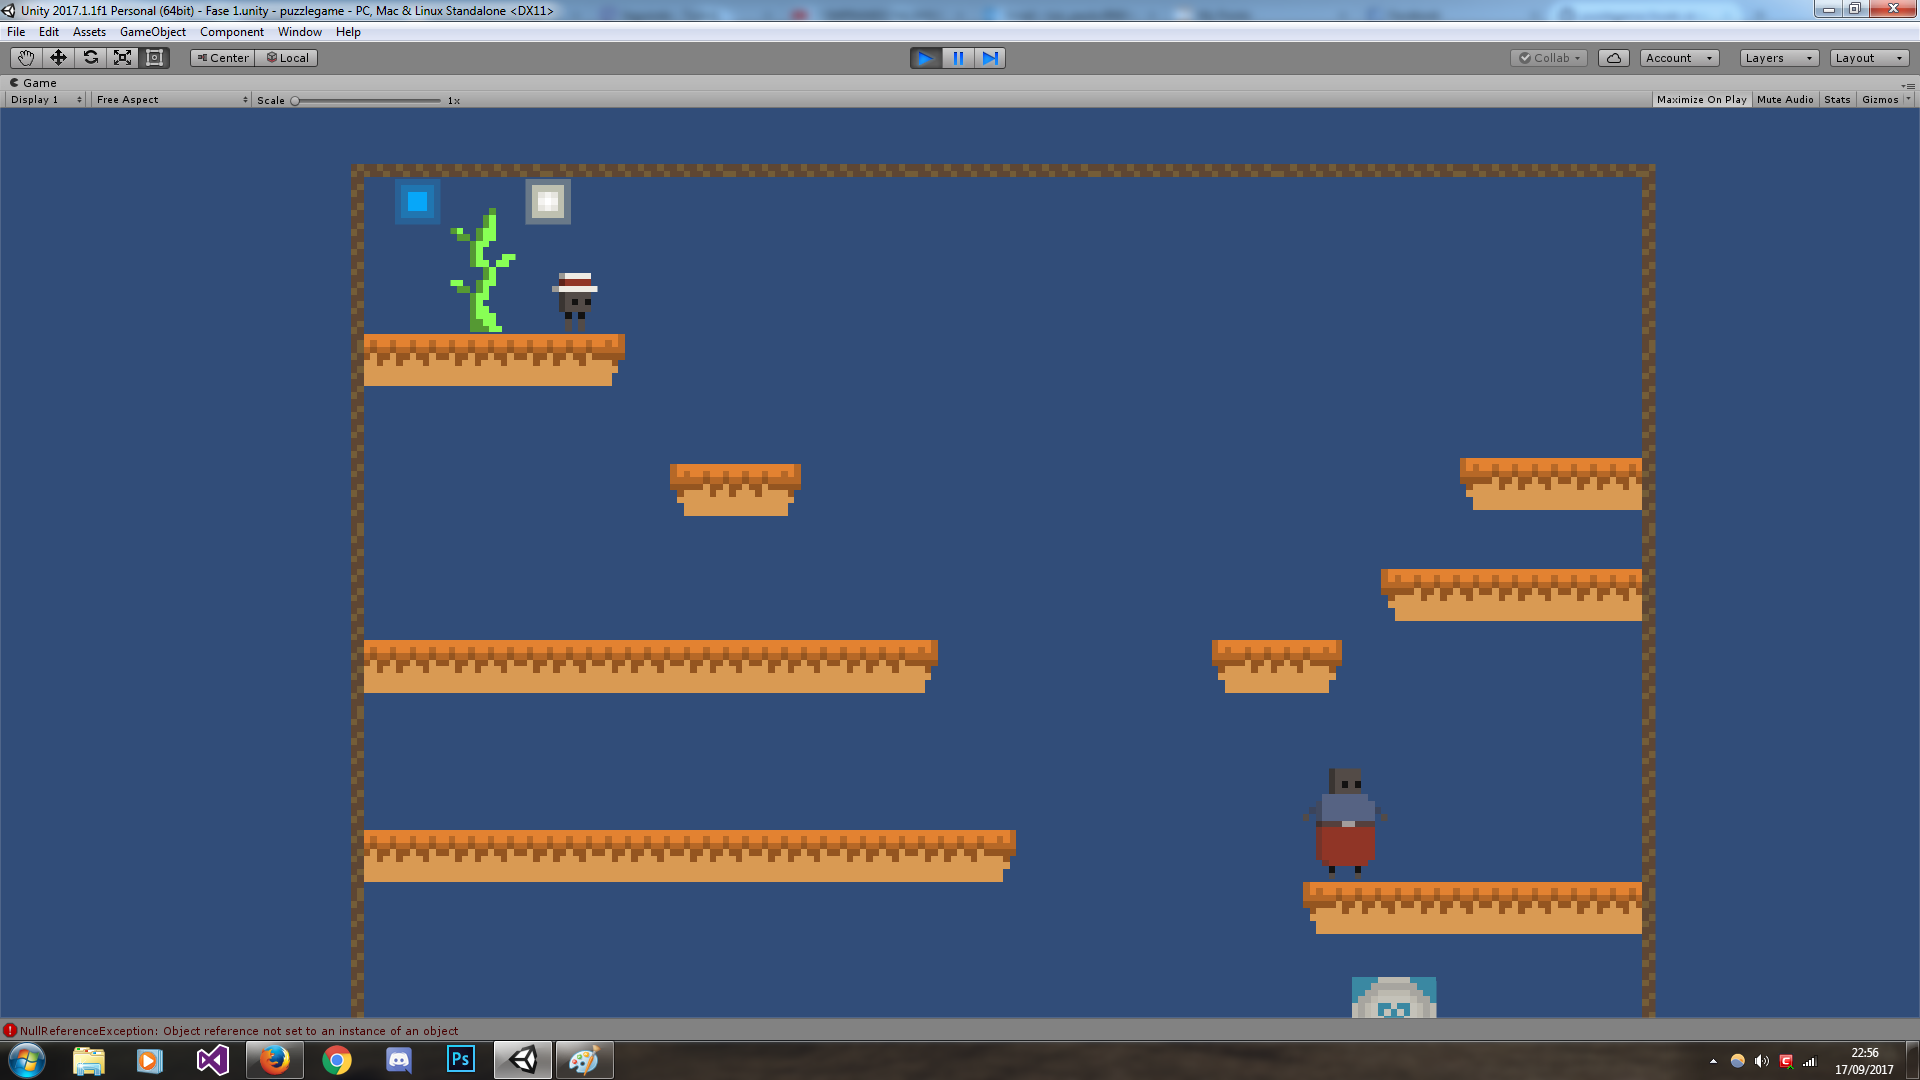 Unity 2017.1.1f1 Personal (64bit) - Fase 1.unity - puzzlegame - PC, Mac & Linux Standalone <DX11>
File Edit Assets GameObject Component Window Help
Center Local Collab Account Layers Layout
Game
Display 1 Free Aspect Scale 1x Maximize On Play Mute Audio Stats Gizmos
NullReferenceException: Object reference not set to an instance of an object
Ps
22:56
17/09/2017